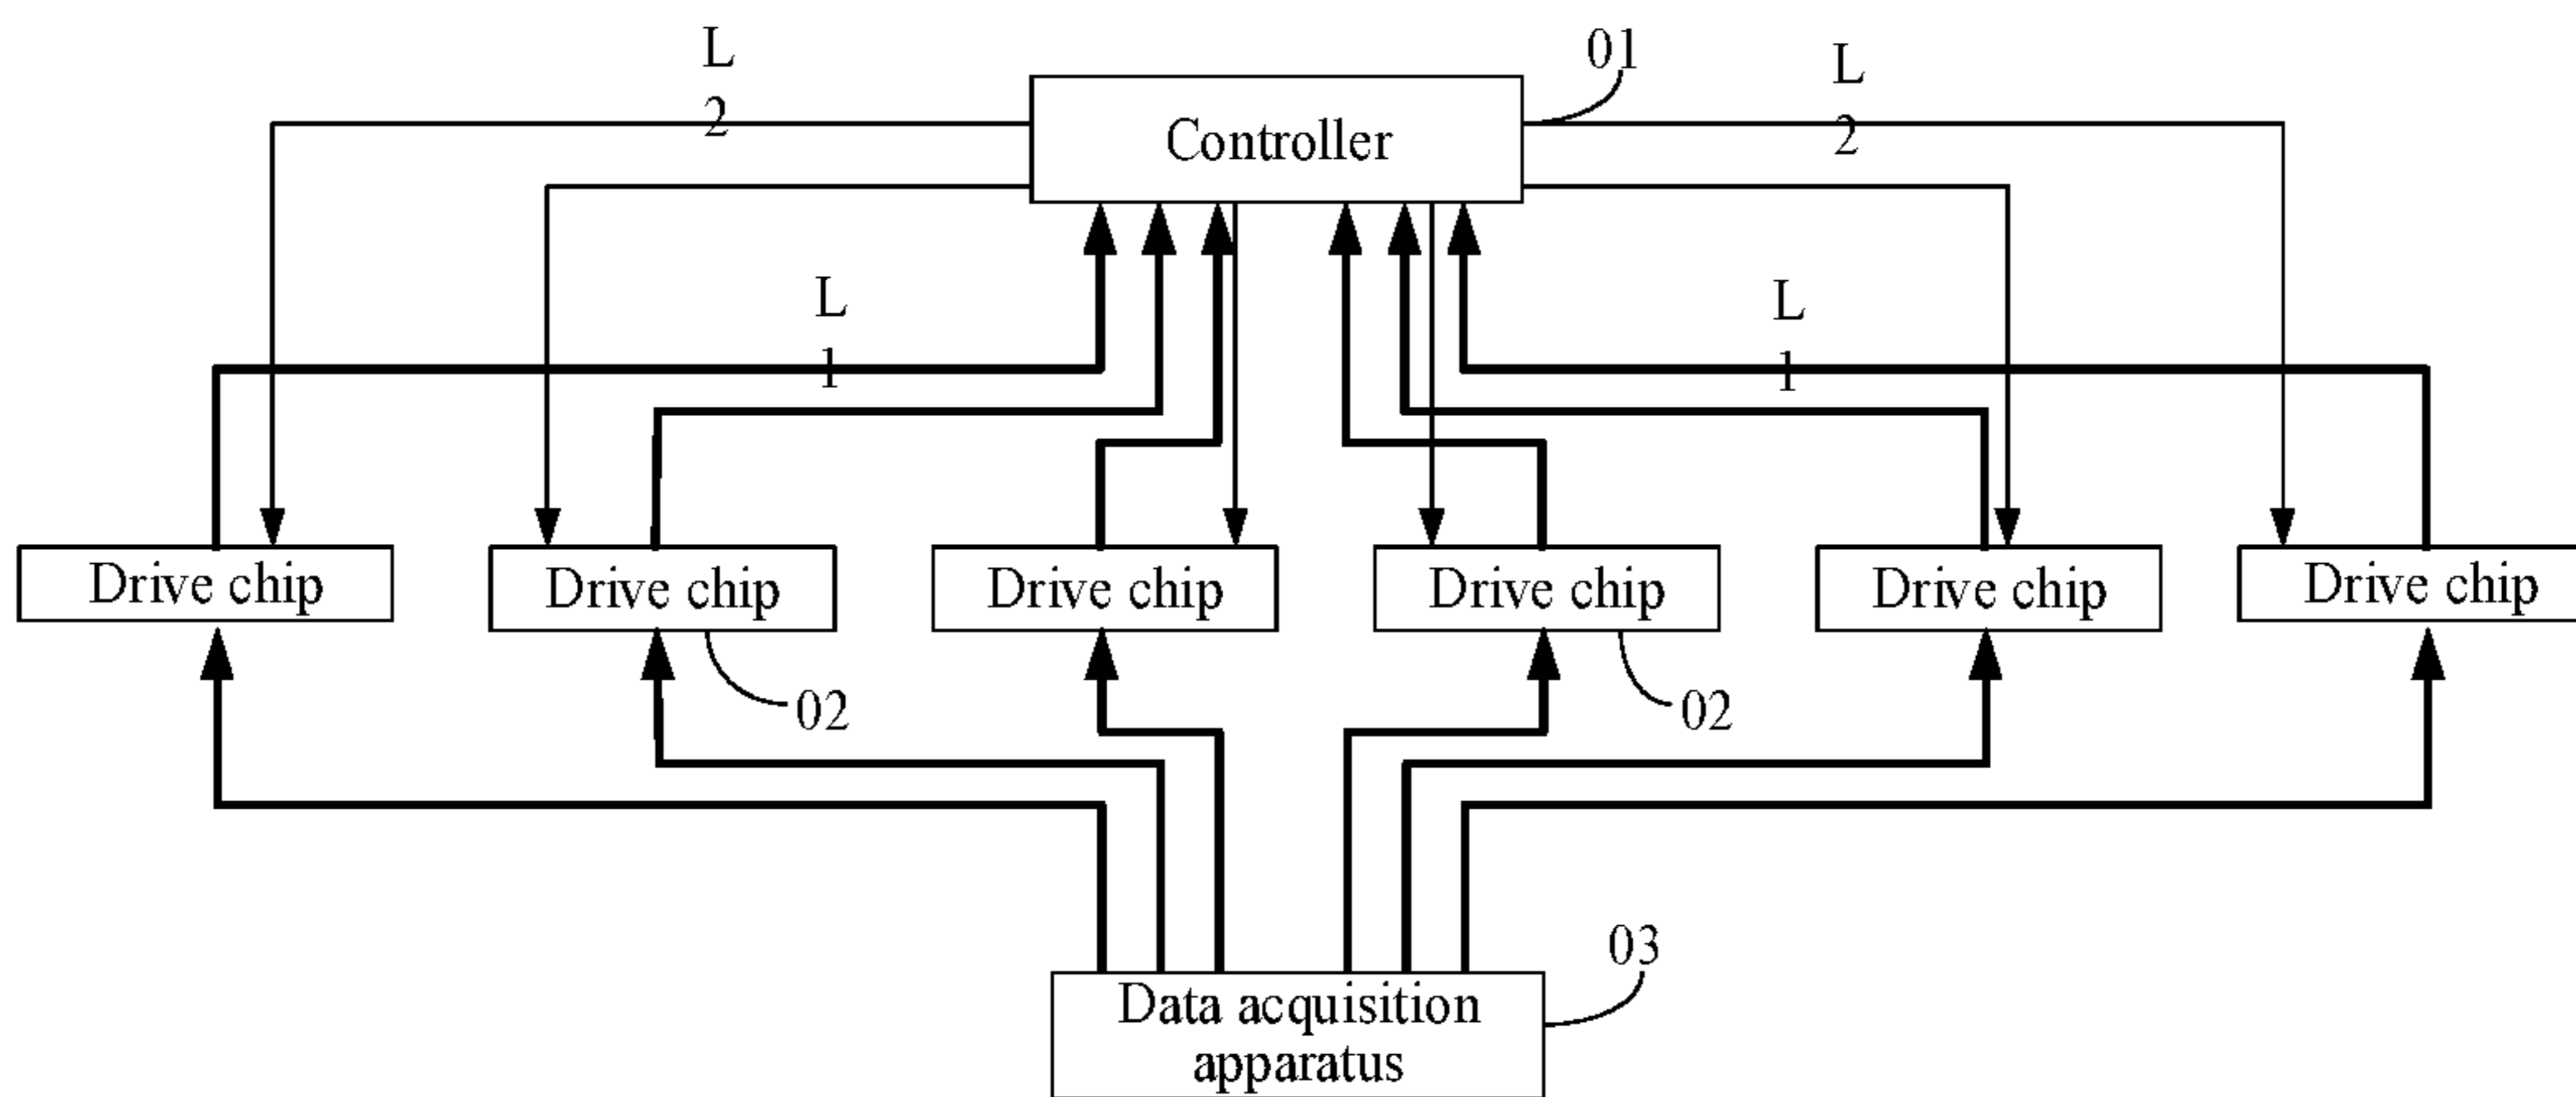 L
2
01
L
2
Controller
L
1
L
1
Drive chip
Drive chip
Drive chip
Drive chip
Drive chip
Drive chip
02
02
03
Data acquisition
apparatus